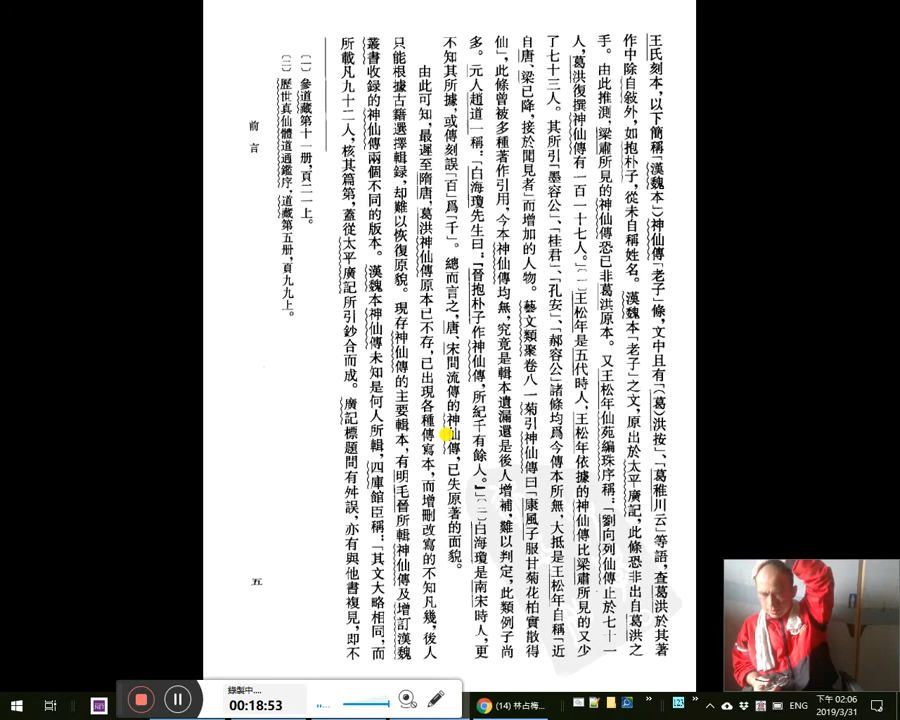 王氏刻本，以下簡稱「漢魏本」）神仙傳「老子」條，文中且有「（葛）洪按」、「葛稚川云」等語，查葛洪於其著
作中除自敍外，如抱朴子，從未自稱姓名。漢魏本「老子」之文，原出於太平廣記，此條恐非出自葛洪之
手。由此推測，梁肅所見的神仙傳恐已非葛洪原本。又王松年仙苑編珠序稱：「劉向列仙傳止於七十一
人，葛洪復撰神仙傳有一百一十七人。」〔一〕王松年是五代時人，王松年依據的神仙傳比梁肅所見的又少
了七十三人。其所引「墨容公」、「桂君」、「孔安」、「郝容公」諸條均爲今傳本所無，大抵是王松年自稱「近
自唐、梁已降，接於聞見者」而增加的人物。藝文類聚卷八一菊引神仙傳曰「康風子服甘菊花柏實散得
仙」，此條曾被多種著作引用，今本神仙傳均無，究竟是輯本遺漏還是後人增補，難以判定，此類例子尚
多。元人趙道一稱：「白海瓊先生曰：『晉抱朴子作神仙傳，所紀千有餘人。』」〔二〕白海瓊是南宋時人，更
不知其所據，或傳刻誤「百」爲「千」。總而言之，唐、宋間流傳的神仙傳，已失原著的面貌。
由此可知，最遲至隋唐，葛洪神仙傳原本已不存，已出現各種傳寫本，而增刪改寫的不知凡幾，後人
只能根據古籍選擇輯録，却難以恢復原貌。現存神仙傳的主要輯本，有明毛晉所輯神仙傳及增訂漢魏
叢書收録的神仙傳兩個不同的版本。漢魏本神仙傳未知是何人所輯，四庫館臣稱：「其文大略相同，而
所載凡九十二人，核其篇第，蓋從太平廣記所引鈔合而成。廣記標題間有舛誤，亦有與他書複見，即不
〔一〕參道藏第十一册，頁二一上。
〔二〕歷世真仙體道通鑑序，道藏第五册，頁九九上。
前言
五
錄製中....
00:18:53
(14) 林占梅...
ENG
下午 02:06
2019/3/31